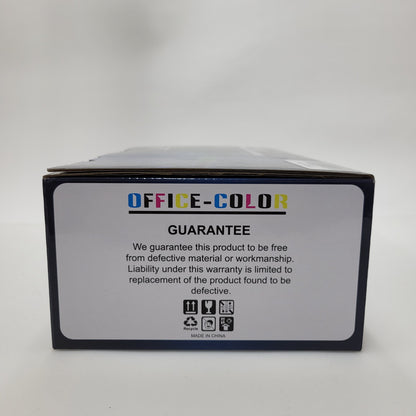 OFFICE-COLOR
GUARANTEE
We guarantee this product to be free
from defective material or workmanship.
Liability under this warranty is limited to
replacement of the product found to be
defective.
Recycle
MADE IN CHINA